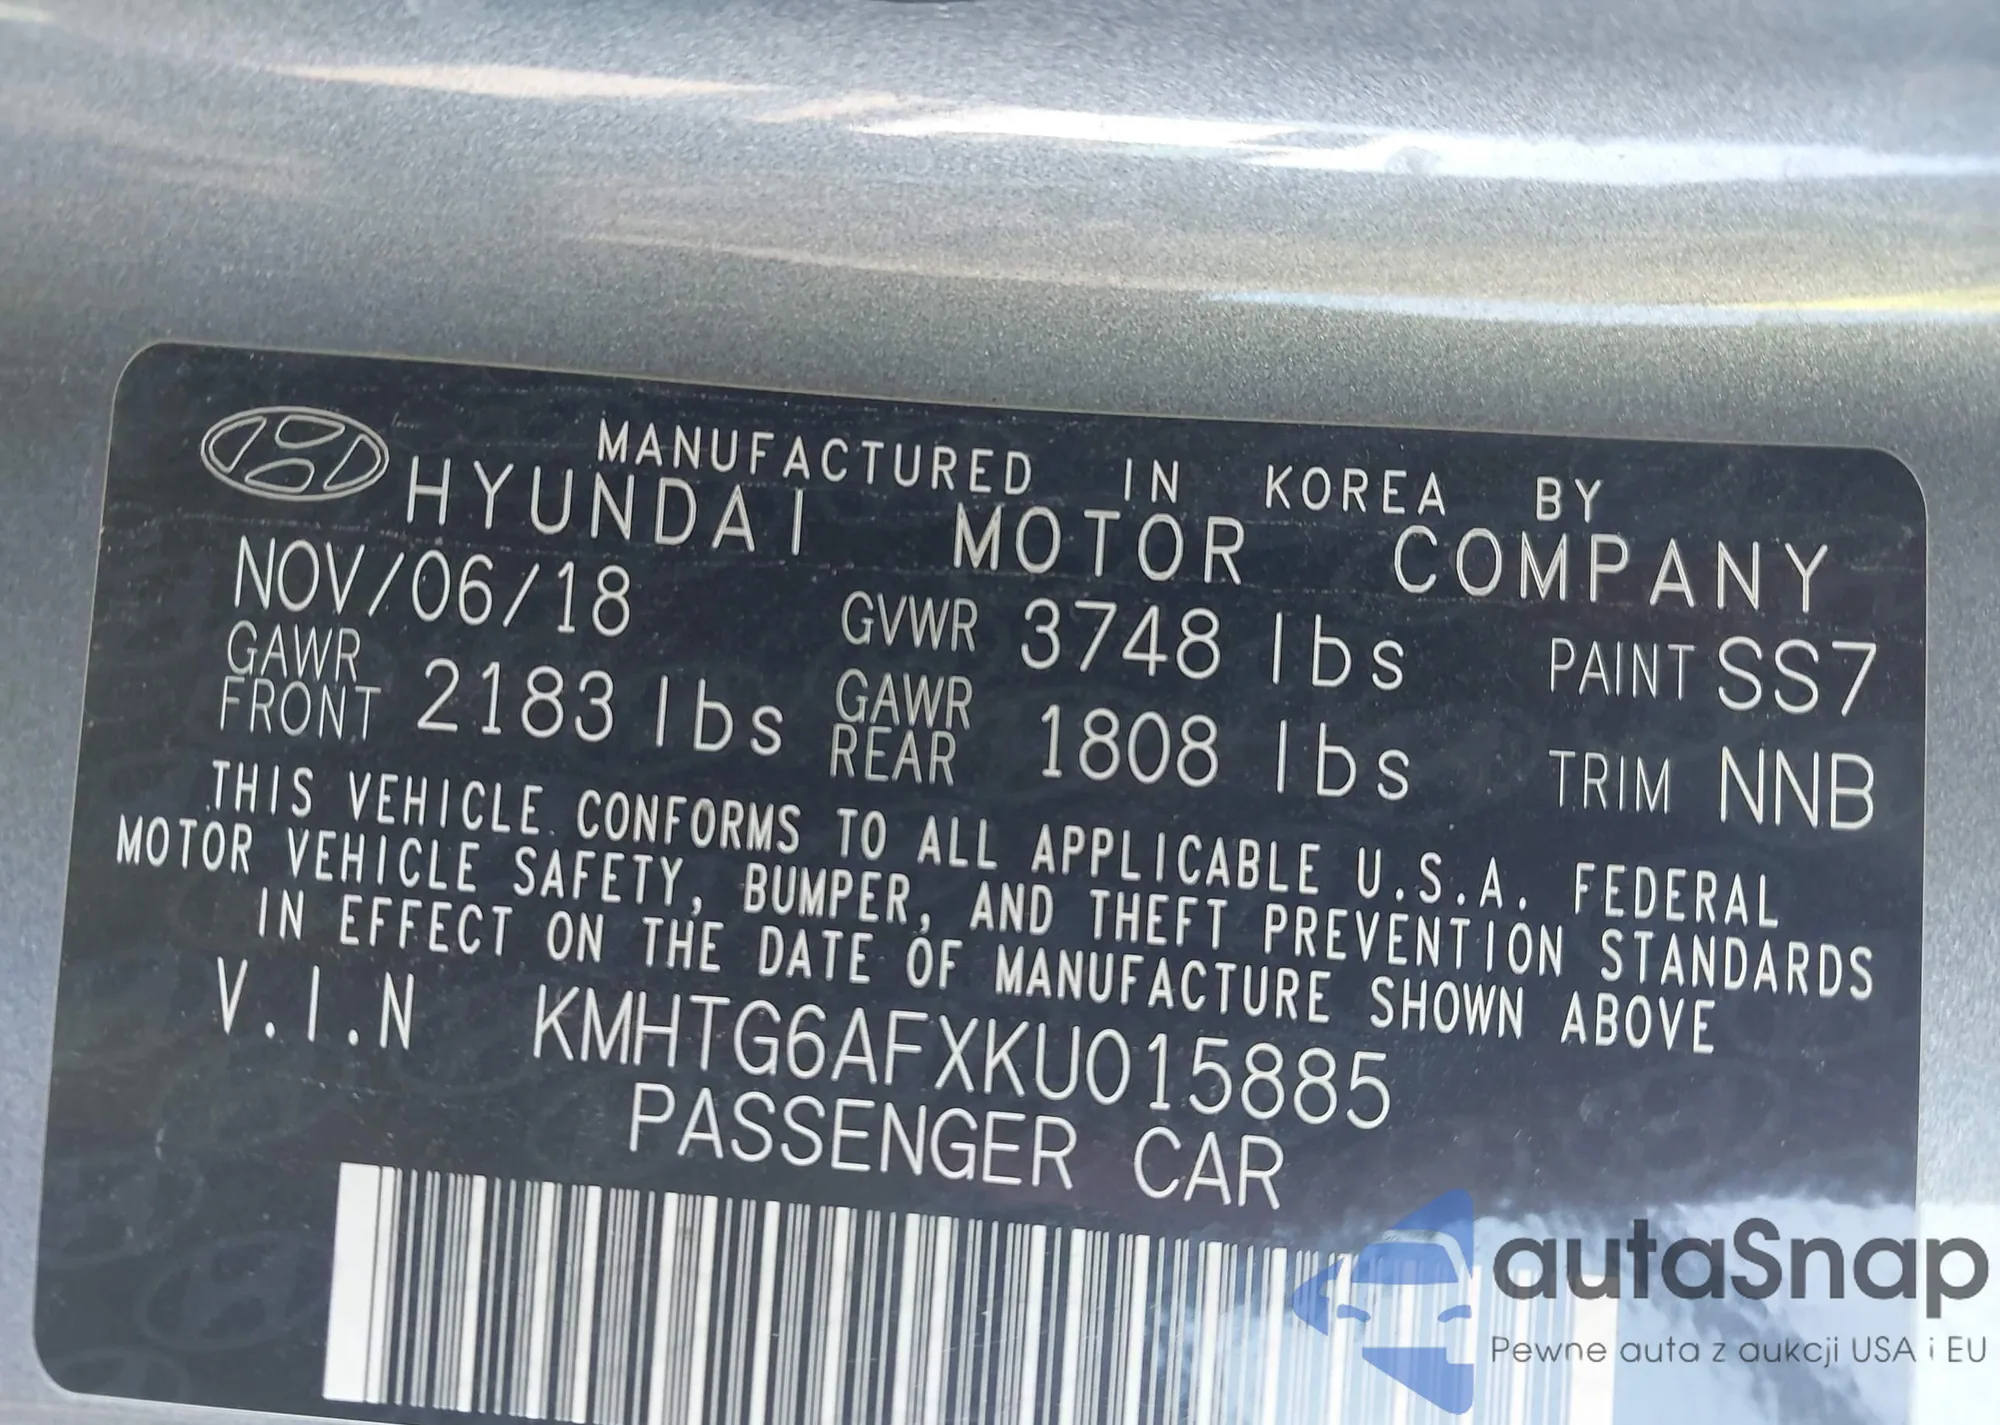 MANUFACTURED IN KOREA BY
HYUNDAI MOTOR COMPANY
NOV/06/18 GVWR 3748 lbs PAINT SS7
GAWR FRONT 2183 lbs GAWR REAR 1808 lbs TRIM NNB
THIS VEHICLE CONFORMS TO ALL APPLICABLE U.S.A. FEDERAL
MOTOR VEHICLE SAFETY, BUMPER, AND THEFT PREVENTION STANDARDS
IN EFFECT ON THE DATE OF MANUFACTURE SHOWN ABOVE
V.I.N KMHTG6AFXKU015885
PASSENGER CAR
autaSnap
Pewne auta z aukcji USA i EU